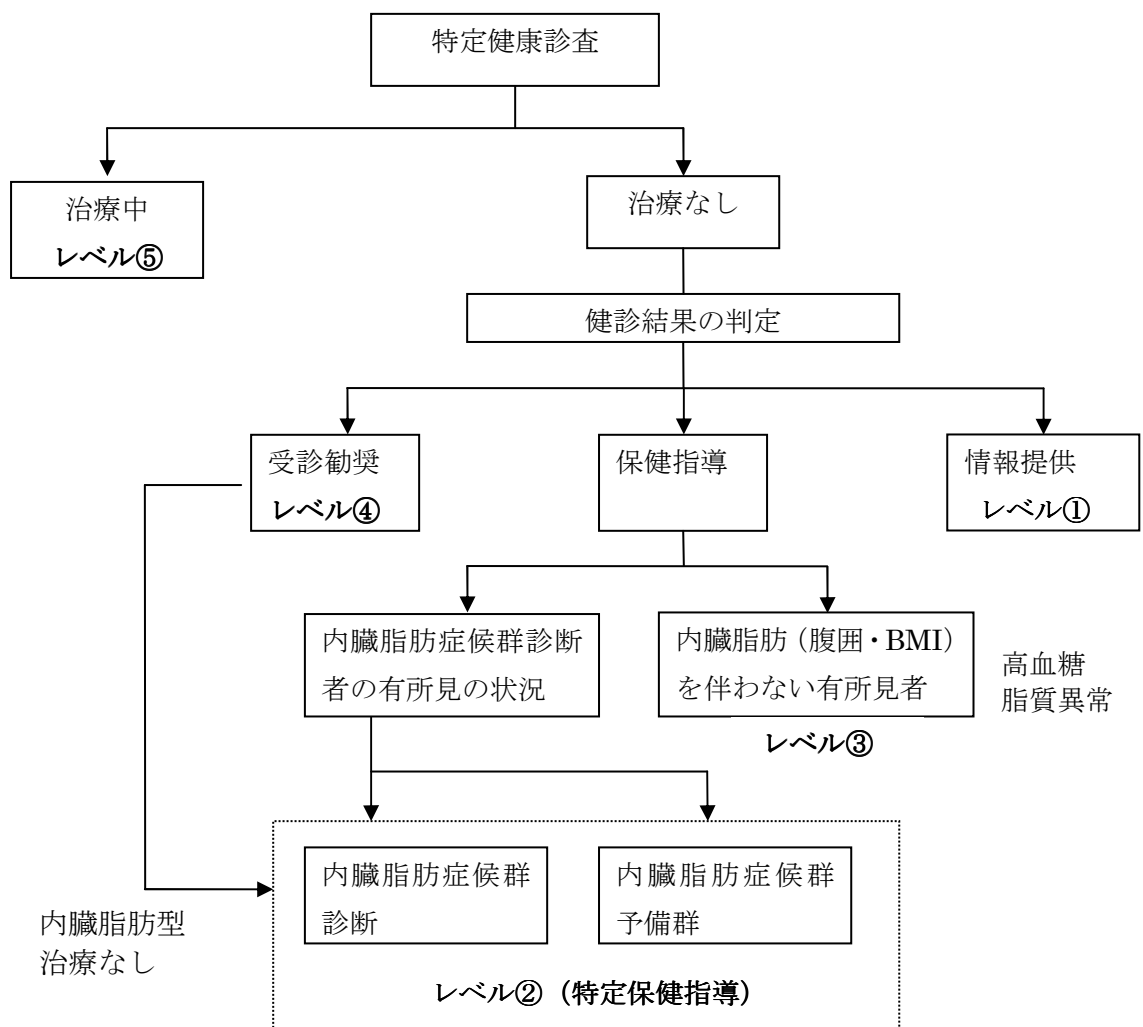 特定健康診査
治療中
レベル⑤
治療なし
健診結果の判定
受診勧奨
レベル④
保健指導
情報提供
レベル①
内臓脂肪症候群診断
者の有所見の状況
内臓脂肪（腹囲・BMI）
を伴わない有所見者
レベル③
高血糖
脂質異常
内臓脂肪型
治療なし
内臓脂肪症候群
診断
内臓脂肪症候群
予備群
レベル②（特定保健指導）